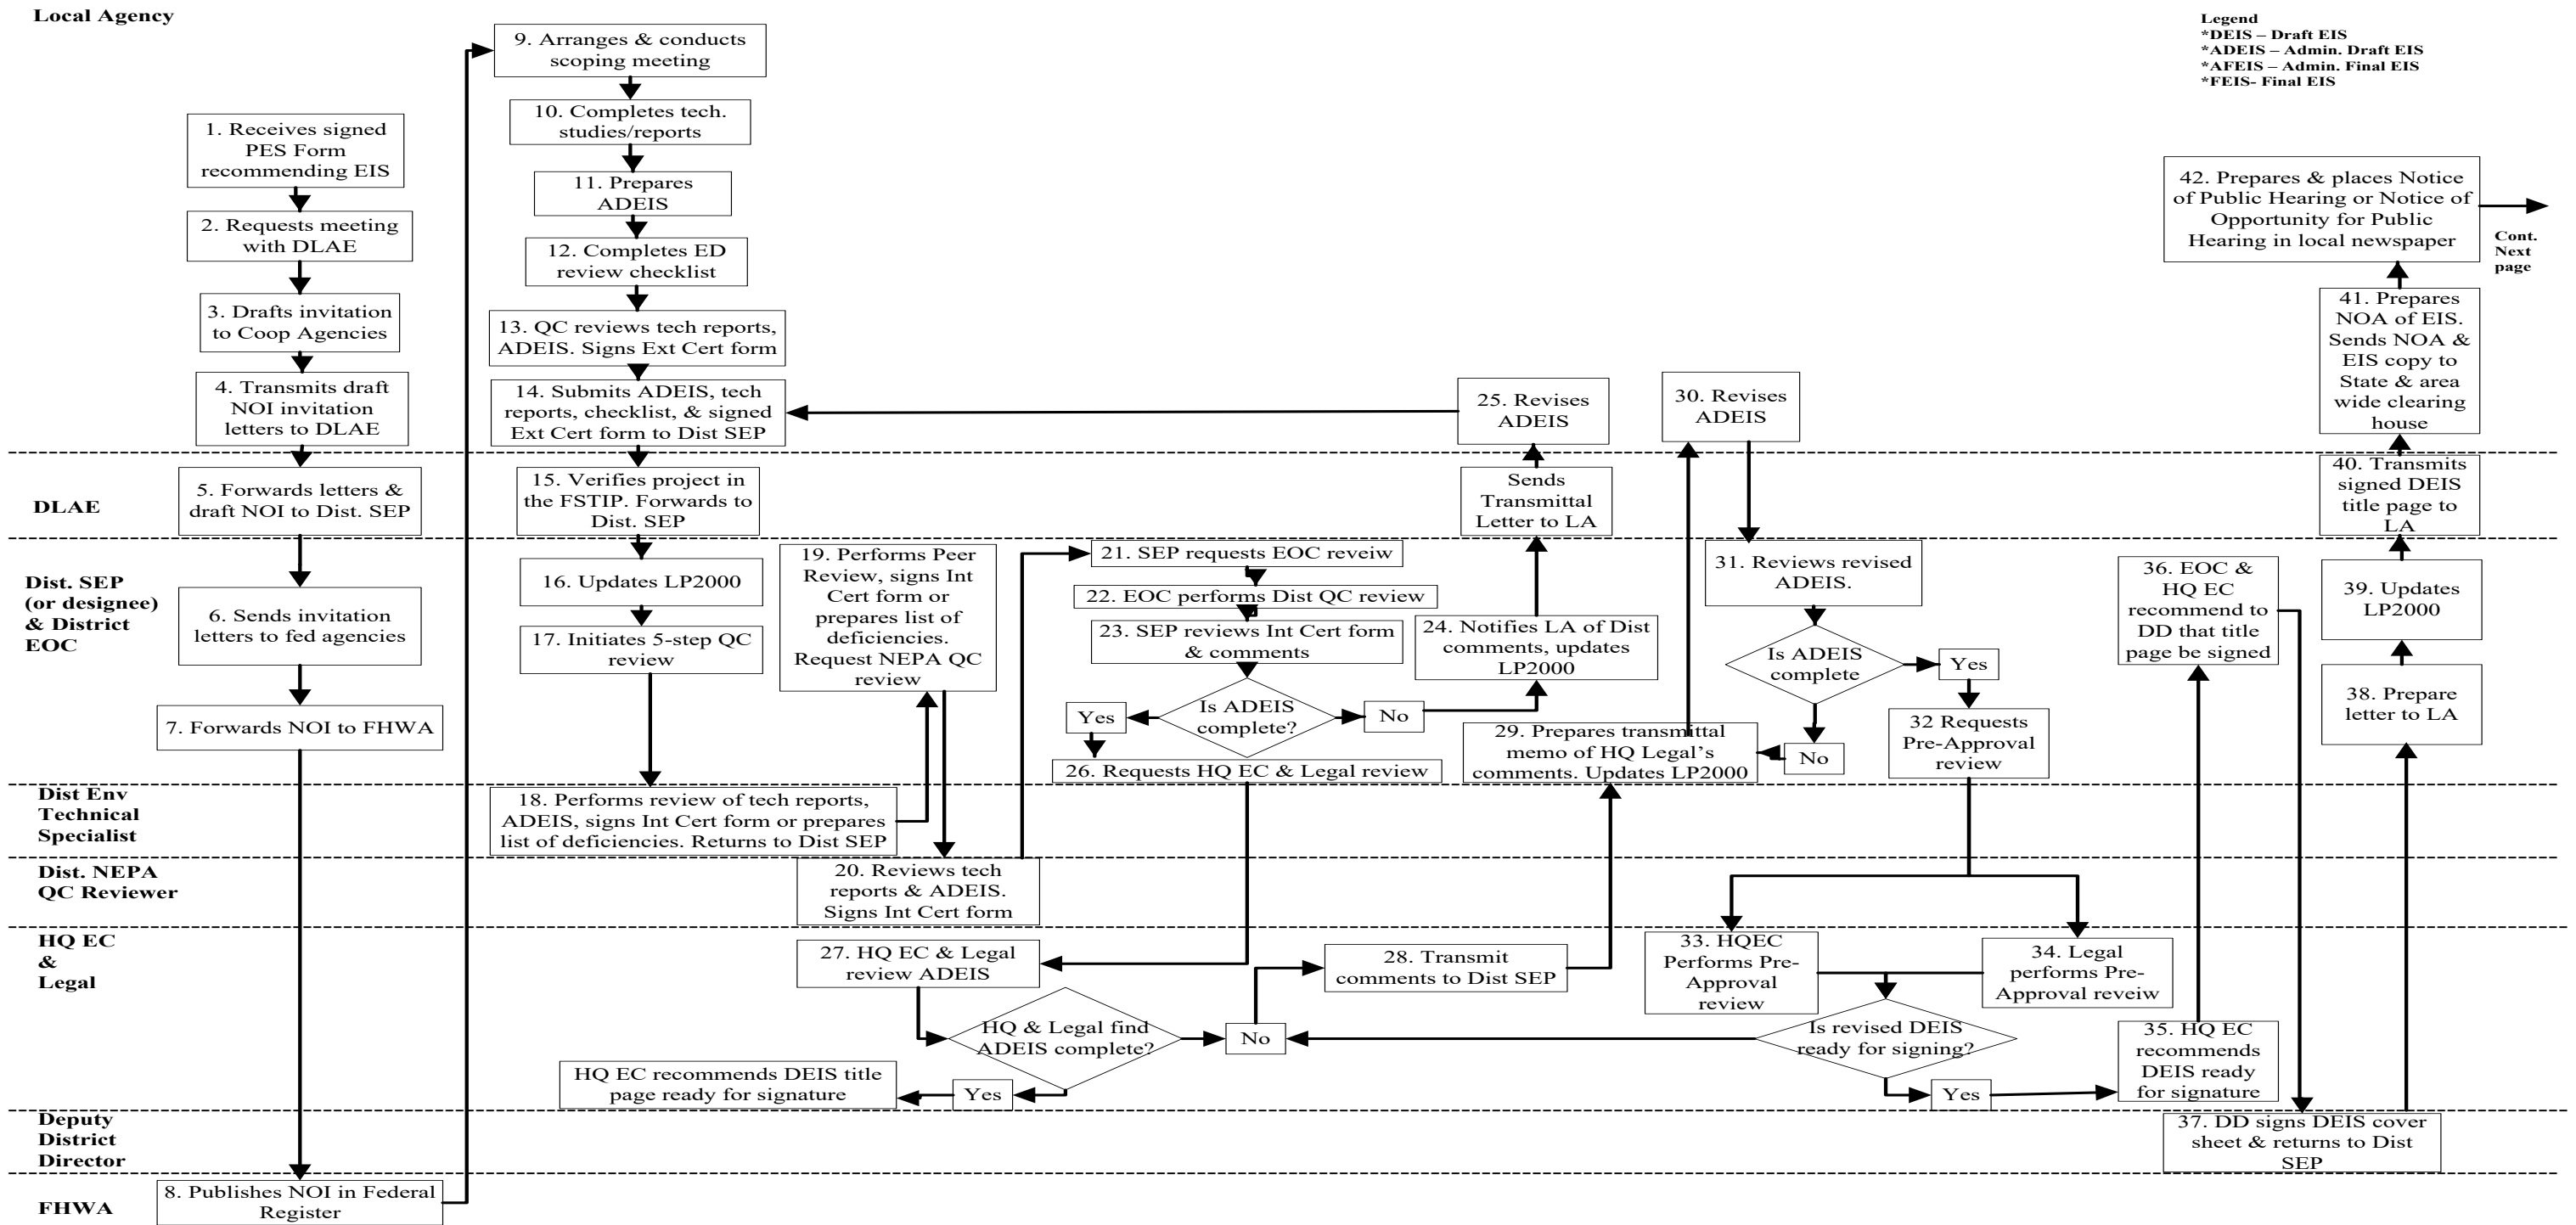 Local Agency
Legend
*DEIS – Draft EIS
*ADEIS – Admin. Draft EIS
*AFEIS – Admin. Final EIS
*FEIS- Final EIS
1. Receives signed
PES Form
recommending EIS
2. Requests meeting
with DLAE
3. Drafts invitation
to Coop Agencies
4. Transmits draft
NOI invitation
letters to DLAE
9. Arranges & conducts
scoping meeting
10. Completes tech.
studies/reports
11. Prepares
ADEIS
12. Completes ED
review checklist
13. QC reviews tech reports,
ADEIS. Signs Ext Cert form
14. Submits ADEIS, tech
reports, checklist, & signed
Ext Cert form to Dist SEP
25. Revises
ADEIS
30. Revises
ADEIS
42. Prepares & places Notice
of Public Hearing or Notice of
Opportunity for Public
Hearing in local newspaper
Cont.
Next
page
41. Prepares
NOA of EIS.
Sends NOA &
EIS copy to
State & area
wide clearing
house
DLAE
5. Forwards letters &
draft NOI to Dist. SEP
15. Verifies project in
the FSTIP. Forwards to
Dist. SEP
Sends
Transmittal
Letter to LA
40. Transmits
signed DEIS
title page to
LA
Dist. SEP
(or designee)
& District
EOC
6. Sends invitation
letters to fed agencies
7. Forwards NOI to FHWA
16. Updates LP2000
17. Initiates 5-step QC
review
19. Performs Peer
Review, signs Int
Cert form or
prepares list of
deficiencies.
Request NEPA QC
review
21. SEP requests EOC reveiw
22. EOC performs Dist QC review
23. SEP reviews Int Cert form
& comments
Is ADEIS
complete?
Yes
No
24. Notifies LA of Dist
comments, updates
LP2000
26. Requests HQ EC & Legal review
29. Prepares transmittal
memo of HQ Legal's
comments. Updates LP2000
31. Reviews revised
ADEIS.
Is ADEIS
complete
Yes
No
32 Requests
Pre-Approval
review
36. EOC &
HQ EC
recommend to
DD that title
page be signed
39. Updates
LP2000
38. Prepare
letter to LA
Dist Env
Technical
Specialist
18. Performs review of tech reports,
ADEIS, signs Int Cert form or prepares
list of deficiencies. Returns to Dist SEP
Dist. NEPA
QC Reviewer
20. Reviews tech
reports & ADEIS.
Signs Int Cert form
HQ EC
&
Legal
27. HQ EC & Legal
review ADEIS
HQ & Legal find
ADEIS complete?
No
Yes
HQ EC recommends DEIS title
page ready for signature
28. Transmit
comments to Dist SEP
33. HQEC
Performs Pre-
Approval
review
34. Legal
performs Pre-
Approval reveiw
Is revised DEIS
ready for signing?
Yes
35. HQ EC
recommends
DEIS ready
for signature
Deputy
District
Director
37. DD signs DEIS cover
sheet & returns to Dist
SEP
FHWA
8. Publishes NOI in Federal
Register